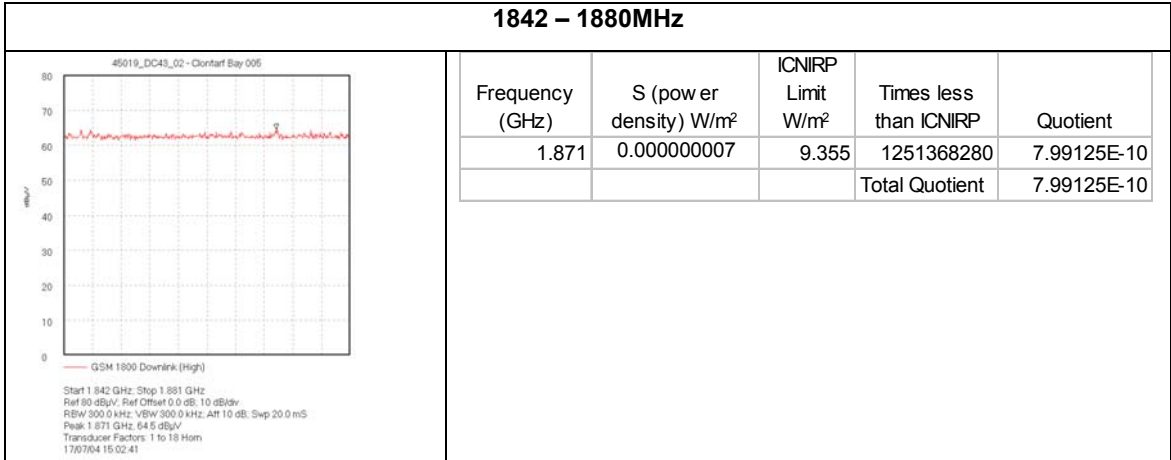 1842 – 1880MHz
45019_DC43_02 - Clontarf Bay 005
80
70
60
50
40
30
20
10
0
dBµV
GSM 1800 Downlink (High)
Start 1.842 GHz; Stop 1.881 GHz
Ref 80 dBµV; Ref Offset 0.0 dB; 10 dB/div
RBW 300.0 kHz; VBW 300.0 kHz; Att 10 dB; Swp 20.0 mS
Peak 1.871 GHz, 64.5 dBµV
Transducer Factors: 1 to 18 Horn
17/07/04 15:02:41
Frequency (GHz) S (pow er density) W/m² ICNIRP Limit W/m² Times less than ICNIRP Quotient
1.871 0.000000007 9.355 1251368280 7.99125E-10
Total Quotient 7.99125E-10